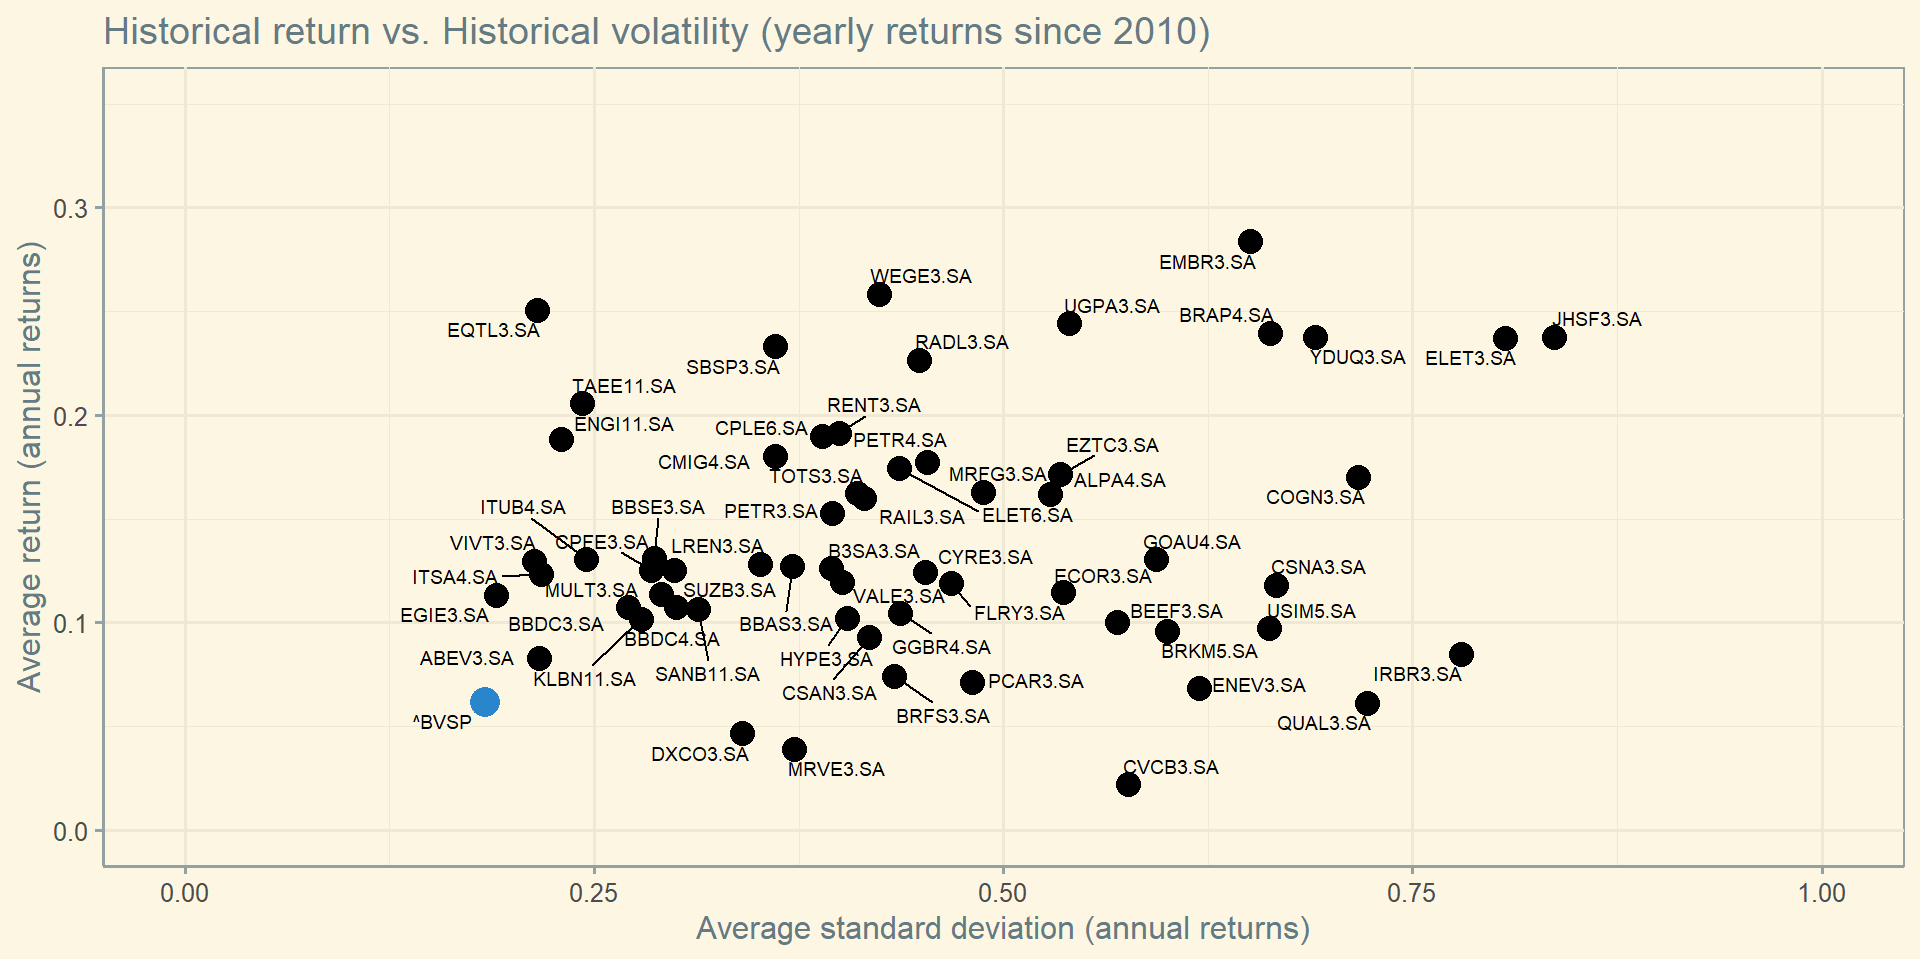 Historical return vs. Historical volatility (yearly returns since 2010)
Average return (annual returns)
0.3
0.2
0.1
0.0
EMBR3.SA
WEGE3.SA
UGPA3.SA
BRAP4.SA
JHSF3.SA
EQTL3.SA
RADL3.SA
YDUQ3.SA
ELET3.SA
SBSP3.SA
TAEE11.SA
RENT3.SA
ENGI11.SA
CPLE6.SA
PETR4.SA
EZTC3.SA
CMIG4.SA
TOTS3.SA
MRFG3.SA
ALPA4.SA
COGN3.SA
ITUB4.SA
BBSE3.SA
PETR3.SA
RAIL3.SA
ELET6.SA
VIVT3.SA
CPFE3.SA
LREN3.SA
B3SA3.SA
CYRE3.SA
GOAU4.SA
ITSA4.SA
CSNA3.SA
ECOR3.SA
MULT3.SA
SUZB3.SA
VALE3.SA
EGIE3.SA
FLRY3.SA
BEEF3.SA
USIM5.SA
BBDC3.SA
BBAS3.SA
BBDC4.SA
GGBR4.SA
BRKM5.SA
ABEV3.SA
HYPE3.SA
KLBN11.SA
SANB11.SA
IRBR3.SA
CSAN3.SA
PCAR3.SA
ENEV3.SA
^BVSP
BRFS3.SA
QUAL3.SA
DXCO3.SA
MRVE3.SA
CVCB3.SA
0.00
0.25
0.50
0.75
1.00
Average standard deviation (annual returns)